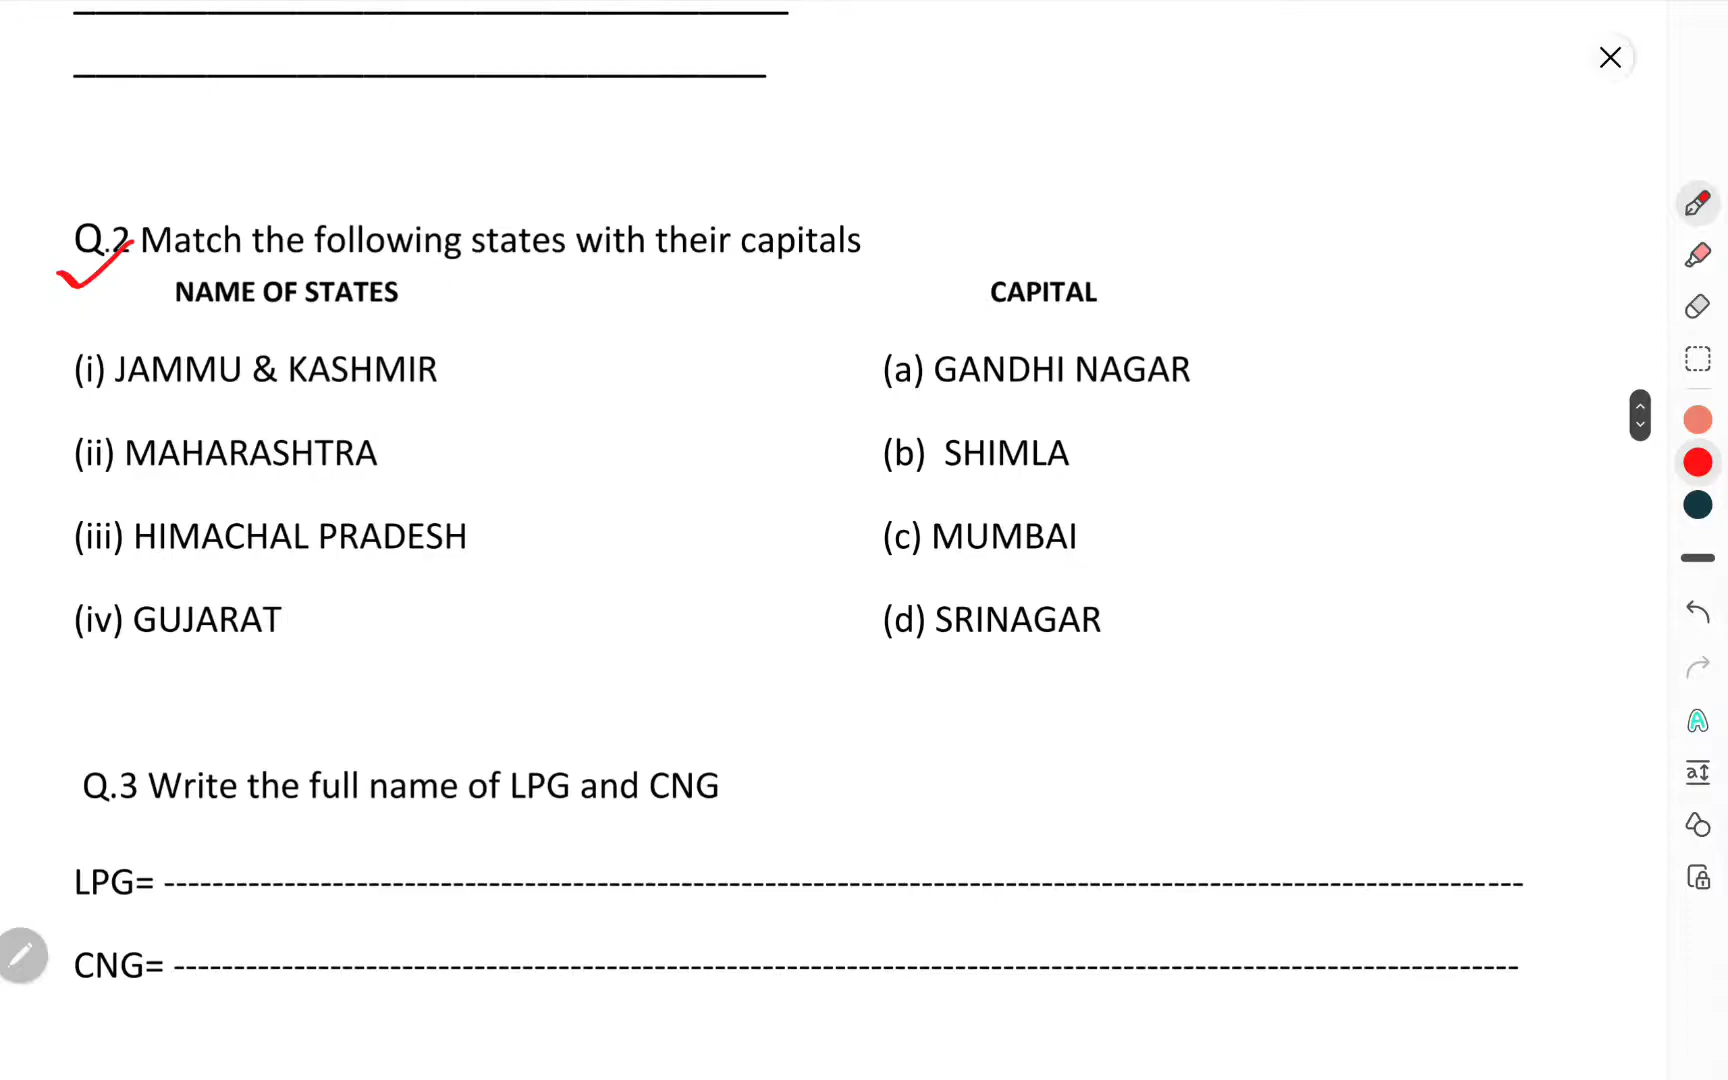 Q.2 Match the following states with their capitals
NAME OF STATES CAPITAL
(i) JAMMU & KASHMIR (a) GANDHI NAGAR
(ii) MAHARASHTRA (b) SHIMLA
(iii) HIMACHAL PRADESH (c) MUMBAI
(iv) GUJARAT (d) SRINAGAR
Q.3 Write the full name of LPG and CNG
LPG= ---------------------------------------------------------------------------------------------------------------
CNG= --------------------------------------------------------------------------------------------------------------